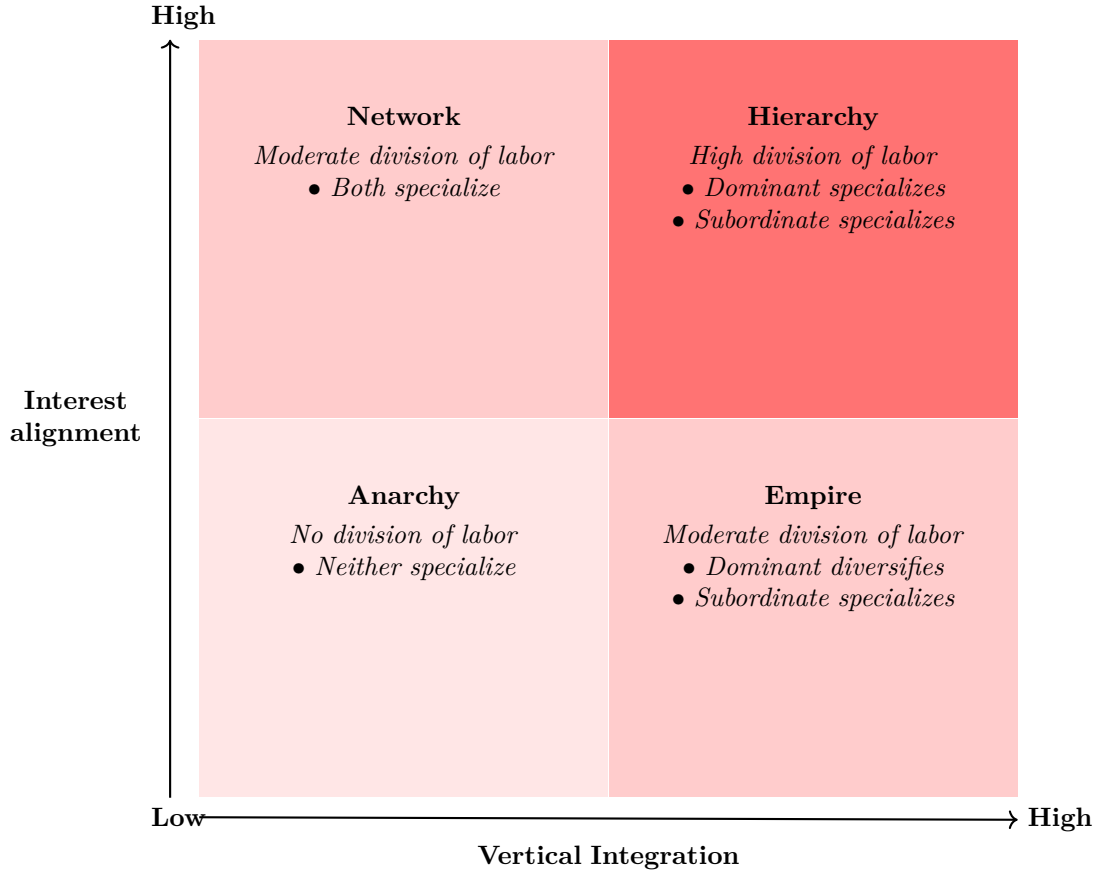 High
Network
Moderate division of labor
• Both specialize
Hierarchy
High division of labor
• Dominant specializes
• Subordinate specializes
Interest
alignment
Anarchy
No division of labor
• Neither specialize
Empire
Moderate division of labor
• Dominant diversifies
• Subordinate specializes
Low
High
Vertical Integration